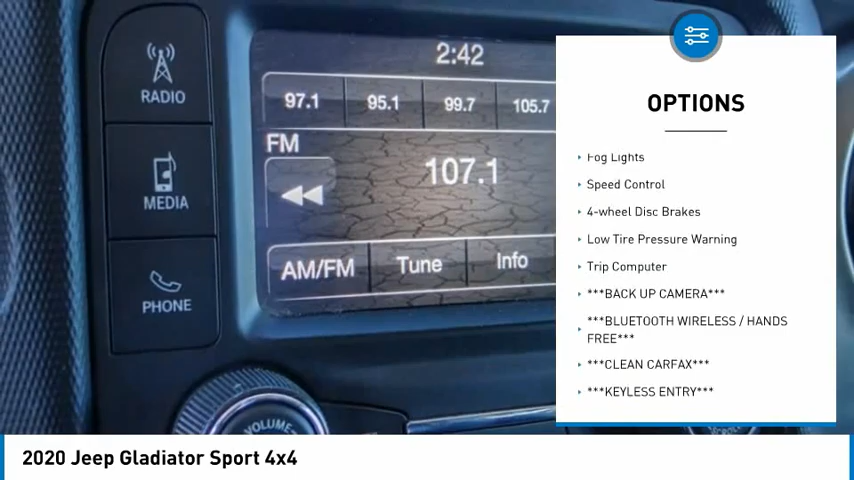 2:42
RADIO
97.1
95.1
99.7
105.7
FM
107.1
MEDIA
AM/FM
Tune
Info
PHONE
VOLUME
OPTIONS
Fog Lights
Speed Control
4-wheel Disc Brakes
Low Tire Pressure Warning
Trip Computer
***BACK UP CAMERA***
***BLUETOOTH WIRELESS / HANDS
FREE***
***CLEAN CARFAX***
***KEYLESS ENTRY***
2020 Jeep Gladiator Sport 4x4